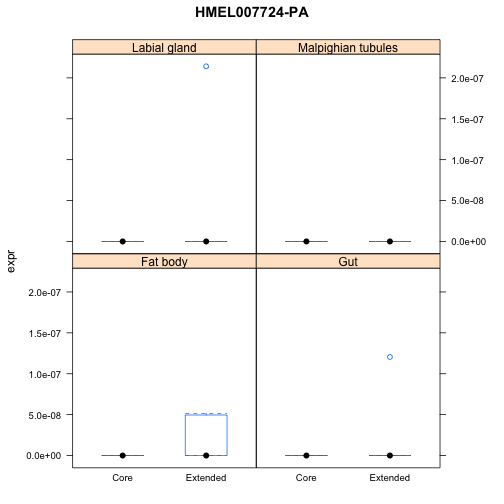 HMEL007724-PA
Labial gland
Malpighian tubules
2.0e-07
1.5e-07
1.0e-07
5.0e-08
0.0e+00
expr
Fat body
Gut
2.0e-07
1.5e-07
1.0e-07
5.0e-08
0.0e+00
Core
Extended
Core
Extended